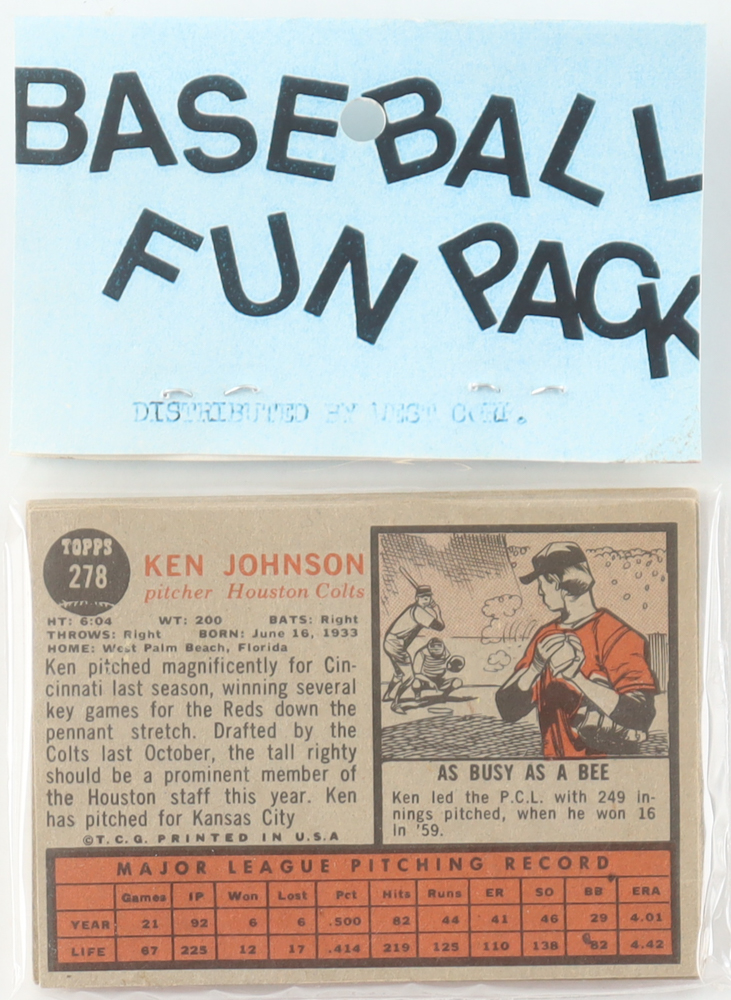 BASEBALL
FUN PACK
DISTRIBUTED BY WEST CORP.
TOPPS
278
KEN JOHNSON
pitcher Houston Colts
HT: 6:04 WT: 200 BATS: Right
THROWS: Right BORN: June 16, 1933
HOME: West Palm Beach, Florida
Ken pitched magnificently for Cin-
cinnati last season, winning several
key games for the Reds down the
pennant stretch. Drafted by the
Colts last October, the tall righty
should be a prominent member of
the Houston staff this year. Ken
has pitched for Kansas City
©T.C.G. PRINTED IN U.S.A
AS BUSY AS A BEE
Ken led the P.C.L. with 249 in-
nings pitched, when he won 16
in '59.
MAJOR LEAGUE PITCHING RECORD
Games IP Won Lost Pct Hits Runs ER SO BB ERA
YEAR 21 92 6 6 .500 82 44 41 46 29 4.01
LIFE 67 225 12 17 .414 219 125 110 138 82 4.42